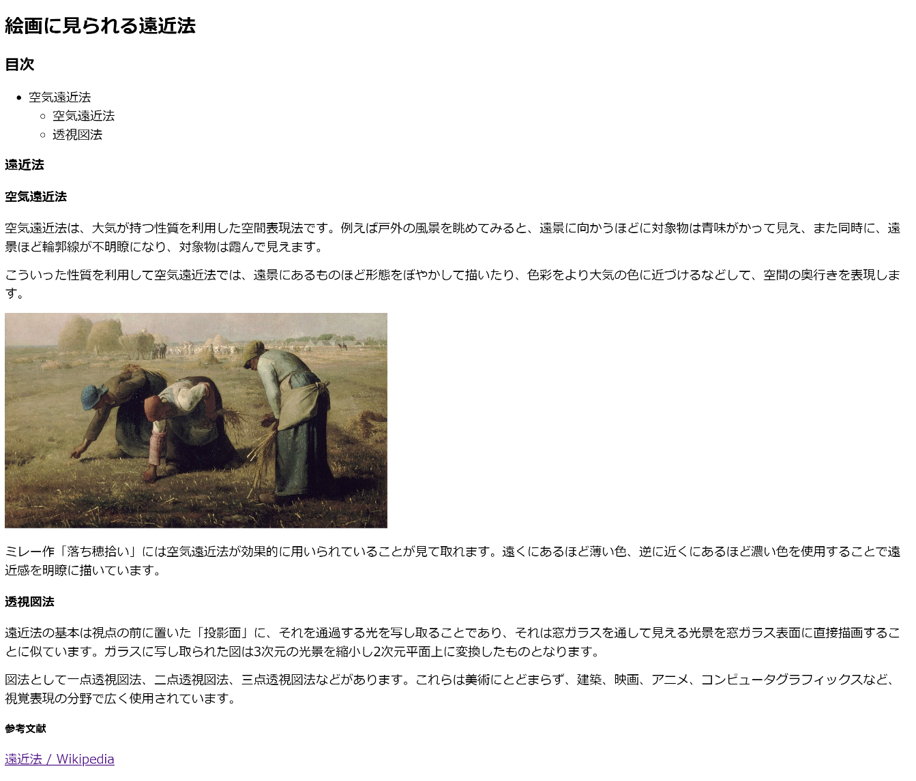 絵画に見られる遠近法
目次
空気遠近法
空気遠近法
透視図法
遠近法
空気遠近法
空気遠近法は、大気が持つ性質を利用した空間表現法です。例えば戸外の風景を眺めてみると、遠景に向かうほどに対象物は青味がかって見え、また同時に、遠
景ほど輪郭線が不明瞭になり、対象物は霞んで見えます。
こういった性質を利用して空気遠近法では、遠景にあるものほど形態をぼやかして描いたり、色彩をより大気の色に近づけるなどして、空間の奥行きを表現しま
す。
ミレー作「落ち穂拾い」には空気遠近法が効果的に用いられていることが見て取れます。遠くにあるほど薄い色、逆に近くにあるほど濃い色を使用することで遠
近感を明瞭に描いています。
透視図法
遠近法の基本は視点の前に置いた「投影面」に、それを通過する光を写し取ることであり、それは窓ガラスを通して見える光景を窓ガラス表面に直接描画するこ
とに似ています。ガラスに写し取られた図は3次元の光景を縮小し2次元平面上に変換したものとなります。
図法として一点透視図法、二点透視図法、三点透視図法などがあります。これらは美術にとどまらず、建築、映画、アニメ、コンピュータグラフィックスなど、
視覚表現の分野で広く使用されています。
参考文献
遠近法 / Wikipedia